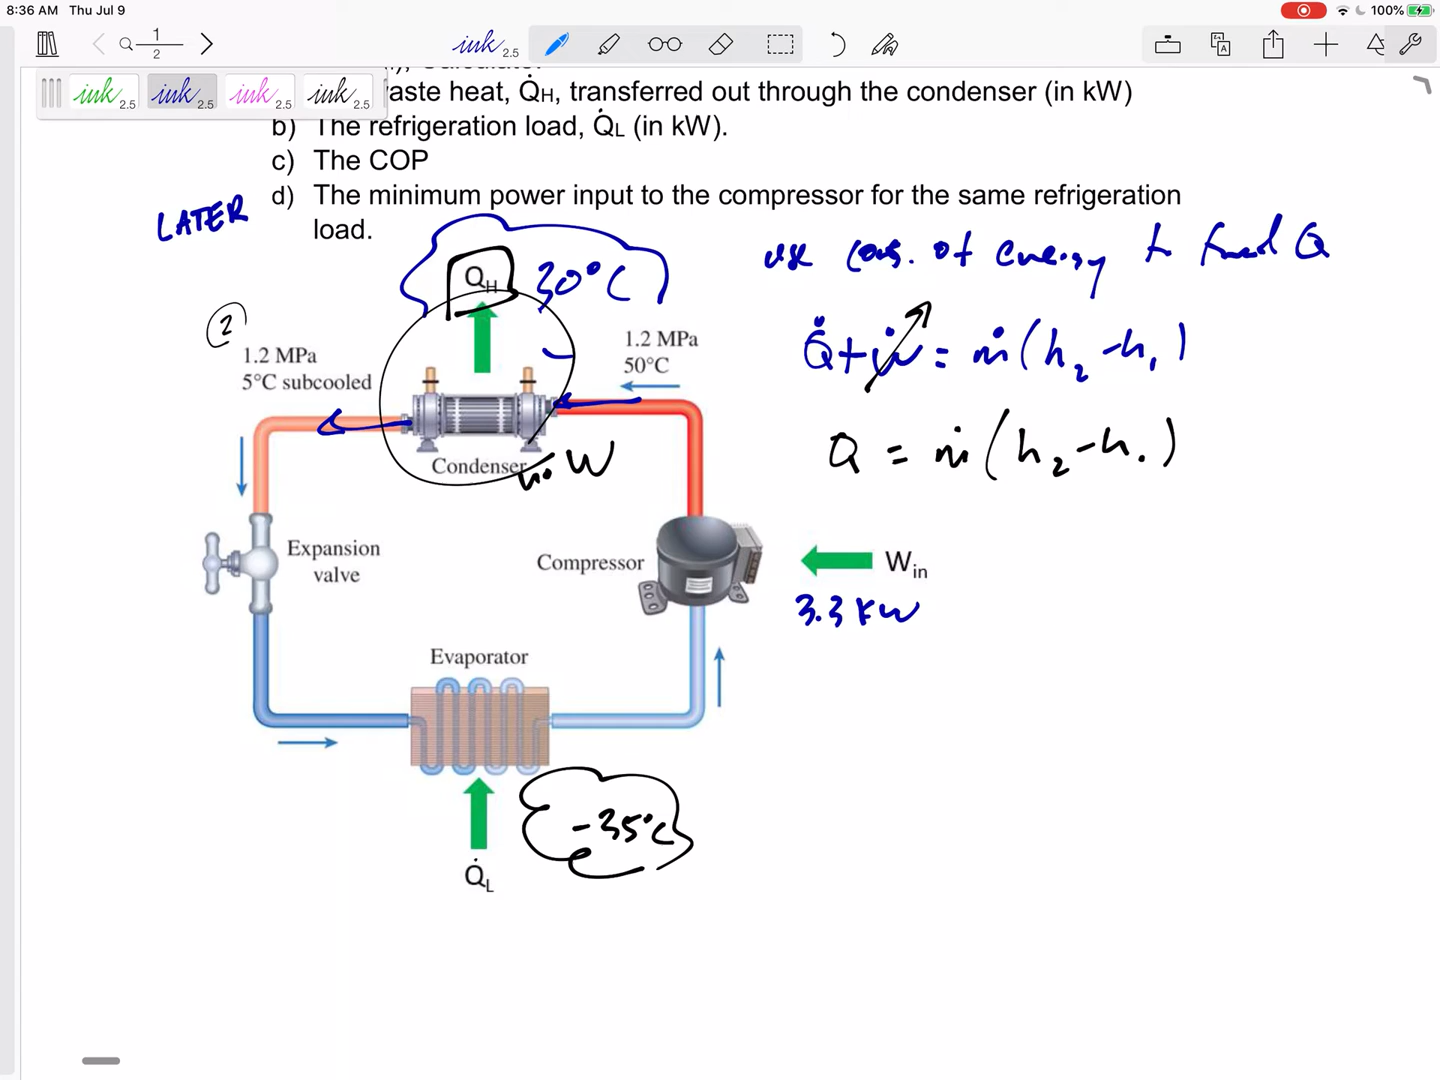 8:36 AM Thu Jul 9
100%
1
2
ink 2.5
ink 2.5 ink 2.5 ink 2.5 ink 2.5
aste heat, Q̇H, transferred out through the condenser (in kW)
b) The refrigeration load, Q̇L (in kW).
c) The COP
d) The minimum power input to the compressor for the same refrigeration
load.
LATER
use cons. of energy to find Q
QH 30°C
2
1.2 MPa
5°C subcooled
1.2 MPa
50°C
Q̇ + Ẇ = ṁ(h2 - h1)
Condenser
no W
Q = ṁ(h2 - h1)
Expansion
valve
Compressor
Win
3.3 kW
Evaporator
-35°C
Q̇L